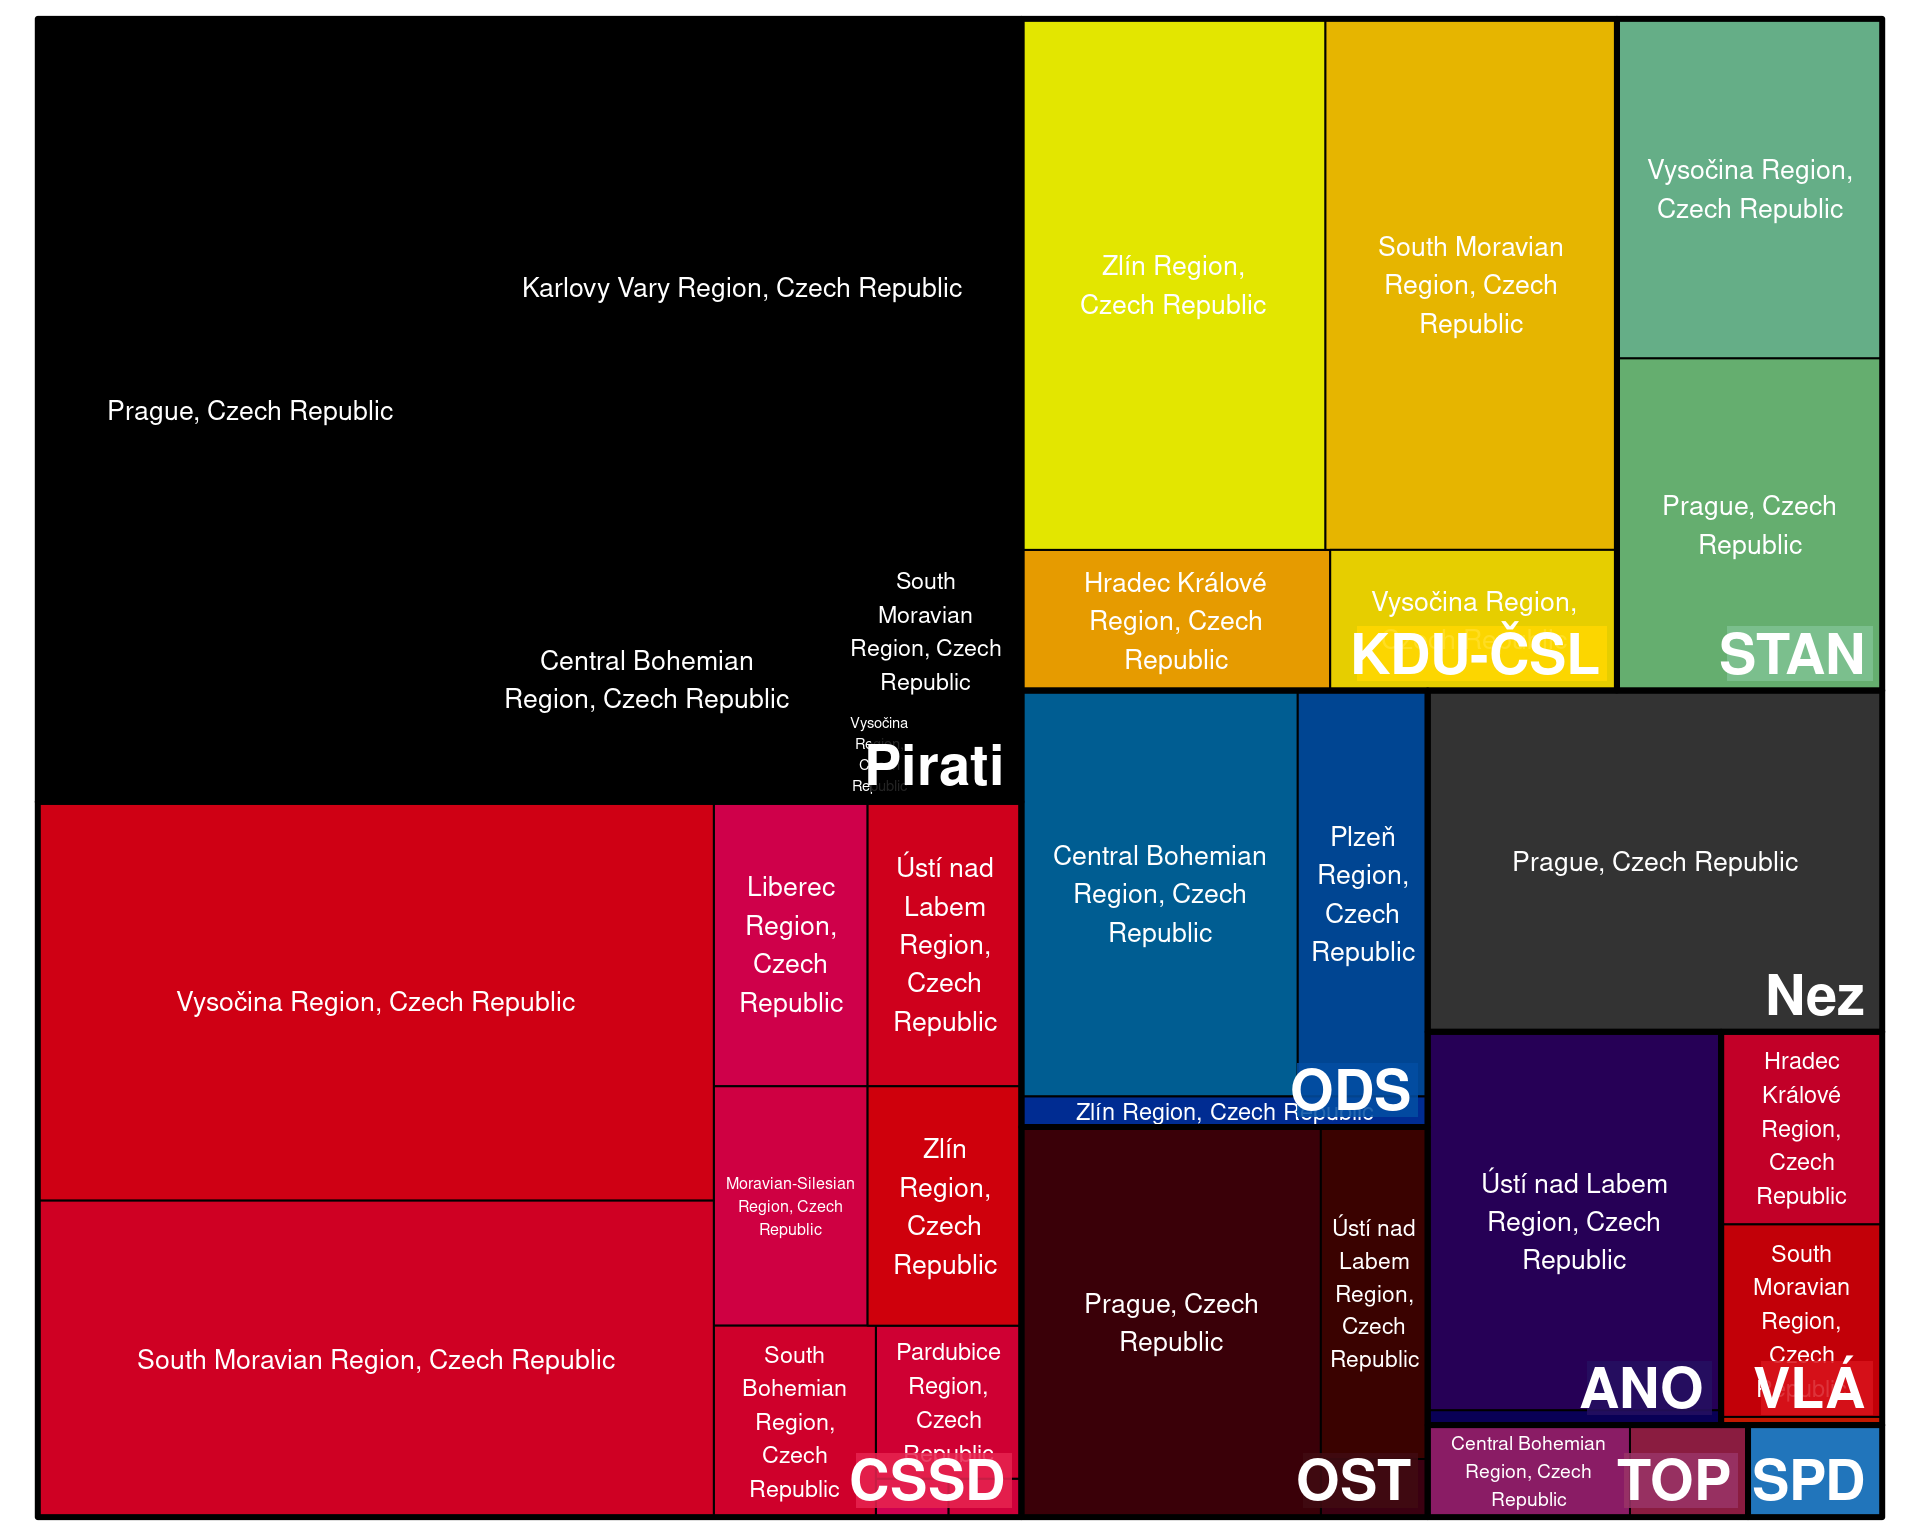 Karlovy Vary Region, Czech Republic
Prague, Czech Republic
Central Bohemian
Region, Czech Republic
South
Moravian
Region, Czech
Republic
Vysočina
Region,
Republic
Pirati
Zlín Region,
Czech Republic
South Moravian
Region, Czech
Republic
Hradec Králové
Region, Czech
Republic
Vysočina Region,
Czech Republic
KDU-ČSL
Vysočina Region,
Czech Republic
Prague, Czech
Republic
STAN
Vysočina Region, Czech Republic
South Moravian Region, Czech Republic
Liberec
Region,
Czech
Republic
Ústí nad
Labem
Region,
Czech
Republic
Moravian-Silesian
Region, Czech
Republic
Zlín
Region,
Czech
Republic
South
Bohemian
Region,
Czech
Republic
Pardubice
Region,
Czech
Republic
CSSD
Central Bohemian
Region, Czech
Republic
Plzeň
Region,
Czech
Republic
Zlín Region, Czech Republic
ODS
Prague, Czech Republic
Nez
Prague, Czech
Republic
Ústí nad
Labem
Region,
Czech
Republic
OST
Ústí nad Labem
Region, Czech
Republic
ANO
Hradec
Králové
Region,
Czech
Republic
South
Moravian
Region,
Czech
Republic
VLÁ
Central Bohemian
Region, Czech
Republic
TOP
SPD